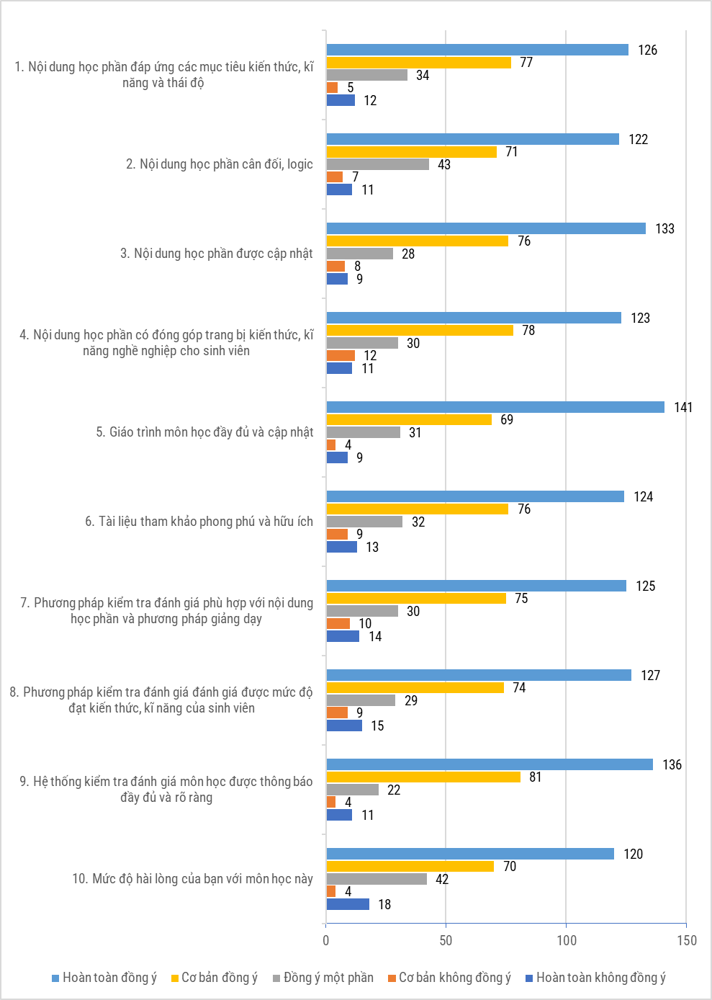 1. Nội dung học phần đáp ứng các mục tiêu kiến thức, kĩ
năng và thái độ
126
77
34
5
12
2. Nội dung học phần cân đối, logic
122
71
43
7
11
3. Nội dung học phần được cập nhật
133
76
28
8
9
4. Nội dung học phần có đóng góp trang bị kiến thức, kĩ
năng nghề nghiệp cho sinh viên
123
78
30
12
11
5. Giáo trình môn học đầy đủ và cập nhật
141
69
31
4
9
6. Tài liệu tham khảo phong phú và hữu ích
124
76
32
9
13
7. Phương pháp kiểm tra đánh giá phù hợp với nội dung
học phần và phương pháp giảng dạy
125
75
30
10
14
8. Phương pháp kiểm tra đánh giá đánh giá được mức độ
đạt kiến thức, kĩ năng của sinh viên
127
74
29
9
15
9. Hệ thống kiểm tra đánh giá môn học được thông báo
đầy đủ và rõ ràng
136
81
22
4
11
10. Mức độ hài lòng của bạn với môn học này
120
70
42
4
18
0 50 100 150
Hoàn toàn đồng ý Cơ bản đồng ý Đồng ý một phần Cơ bản không đồng ý Hoàn toàn không đồng ý